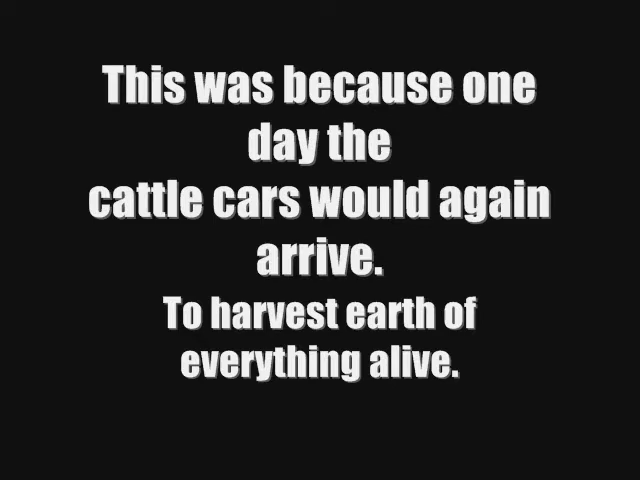 This was because one
day the
cattle cars would again
arrive.
To harvest earth of
everything alive.